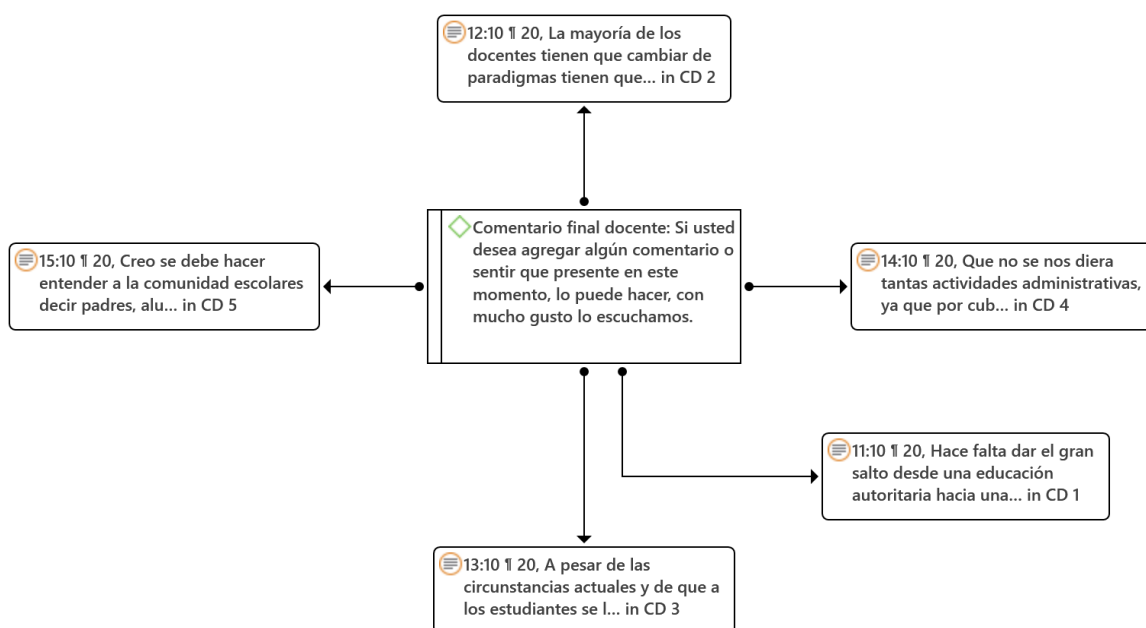 12:10 ¶ 20, La mayoría de los
docentes tienen que cambiar de
paradigmas tienen que... in CD 2
Comentario final docente: Si usted
desea agregar algún comentario o
sentir que presente en este
momento, lo puede hacer, con
mucho gusto lo escuchamos.
15:10 ¶ 20, Creo se debe hacer
entender a la comunidad escolares
decir padres, alu... in CD 5
14:10 ¶ 20, Que no se nos diera
tantas actividades administrativas,
ya que por cub... in CD 4
11:10 ¶ 20, Hace falta dar el gran
salto desde una educación
autoritaria hacia una... in CD 1
13:10 ¶ 20, A pesar de las
circunstancias actuales y de que a
los estudiantes se l... in CD 3